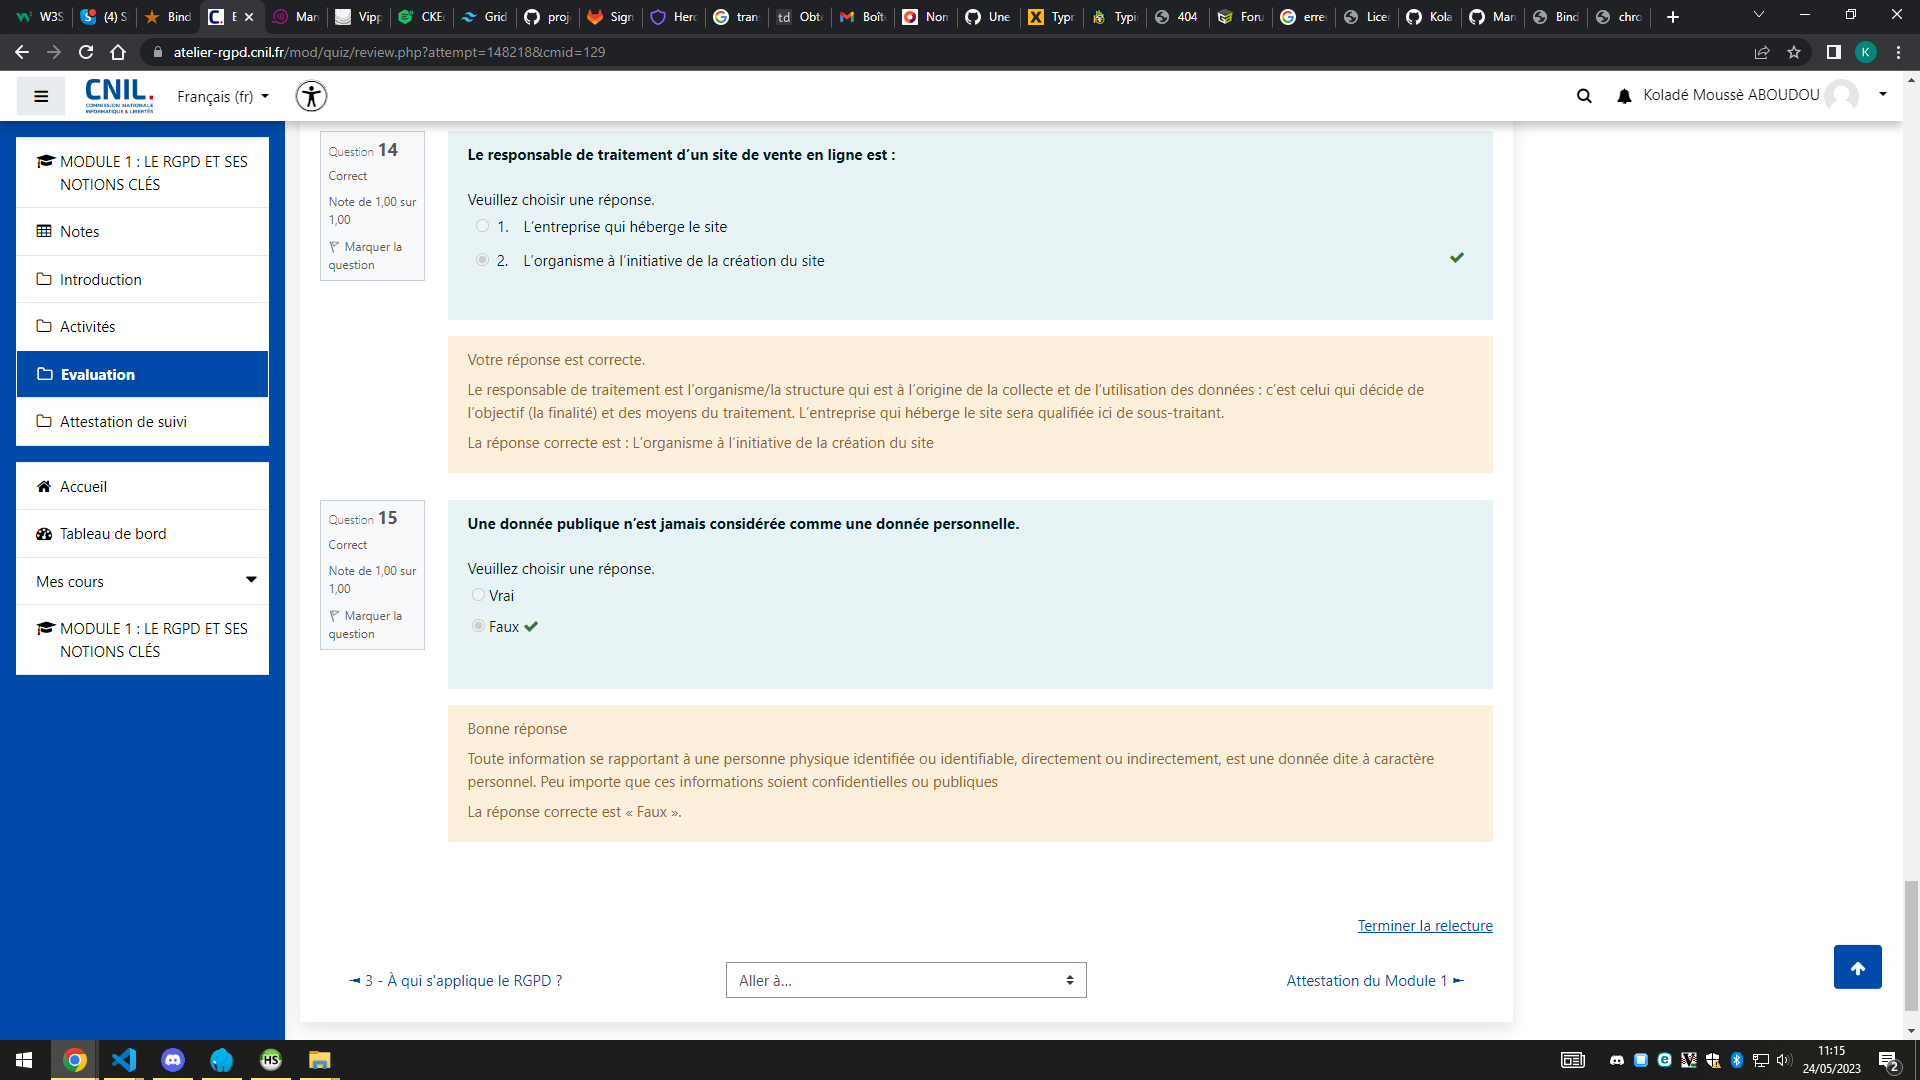 W3S
(4) S
Bind
E
Man
Vipp
CKE
Grid
proj
Sign
Herc
tran
Obt
Boît
Non
Une
Typr
Typi
404
Foru
erre
Licer
Kola
Mar
Bind
chro
atelier-rgpd.cnil.fr/mod/quiz/review.php?attempt=148218&cmid=129
K
CNIL.
COMMISSION NATIONALE
INFORMATIQUE & LIBERTÉS
Français (fr)
Koladé Moussè ABOUDOU
MODULE 1 : LE RGPD ET SES
NOTIONS CLÉS
Notes
Introduction
Activités
Evaluation
Attestation de suivi
Accueil
Tableau de bord
Mes cours
MODULE 1 : LE RGPD ET SES
NOTIONS CLÉS
Question 14
Correct
Note de 1,00 sur
1,00
Marquer la
question
Le responsable de traitement d’un site de vente en ligne est :
Veuillez choisir une réponse.
1. L’entreprise qui héberge le site
2. L’organisme à l’initiative de la création du site
Votre réponse est correcte.
Le responsable de traitement est l’organisme/la structure qui est à l’origine de la collecte et de l’utilisation des données : c’est celui qui décide de
l’objectif (la finalité) et des moyens du traitement. L’entreprise qui héberge le site sera qualifiée ici de sous-traitant.
La réponse correcte est : L’organisme à l’initiative de la création du site
Question 15
Correct
Note de 1,00 sur
1,00
Marquer la
question
Une donnée publique n’est jamais considérée comme une donnée personnelle.
Veuillez choisir une réponse.
Vrai
Faux
Bonne réponse
Toute information se rapportant à une personne physique identifiée ou identifiable, directement ou indirectement, est une donnée dite à caractère
personnel. Peu importe que ces informations soient confidentielles ou publiques
La réponse correcte est « Faux ».
Terminer la relecture
◄ 3 - À qui s'applique le RGPD ?
Aller à...
Attestation du Module 1 ►
HS
11:15
24/05/2023
2